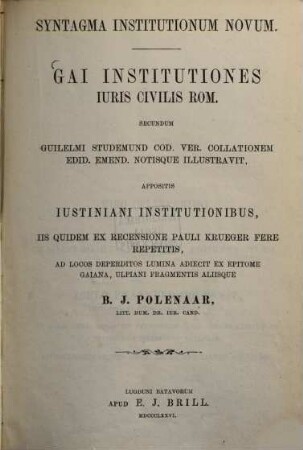 SYNTAGMA INSTITUTIONUM NOVUM.
GAI INSTITUTIONES
IURIS CIVILIS ROM.
SECUNDUM
GUILELMI STUDEMUND COD. VER. COLLATIONEM
EDID. EMEND. NOTISQUE ILLUSTRAVIT,
APPOSITIS
IUSTINIANI INSTITUTIONIBUS,
IIS QUIDEM EX RECENSIONE PAULI KRUEGER FERE
REPETITIS,
AD LOCOS DEPERDITOS LUMINA ADIECIT EX EPITOME
GAIANA, ULPIANI FRAGMENTIS ALIISQUE
B. J. POLENAAR,
LITT. HUM. DR. IUR. CAND.
LUGDUNI BATAVORUM
APUD E. J. BRILL.
MDCCCLXXVI.